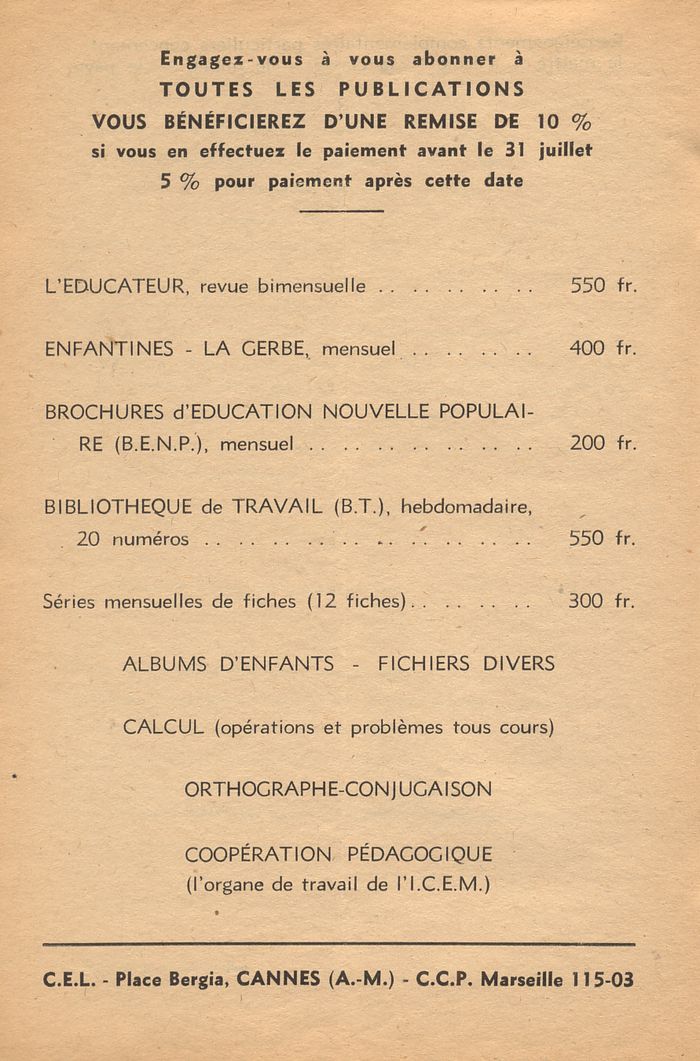 Engagez-vous à vous abonner à
TOUTES LES PUBLICATIONS
VOUS BÉNÉFICIEREZ D'UNE REMISE DE 10 %
si vous en effectuez le paiement avant le 31 juillet
5 % pour paiement après cette date
L'EDUCATEUR, revue bimensuelle .. .. .. .. .. 550 fr.
ENFANTINES - LA GERBE, mensuel .. .. .. .. 400 fr.
BROCHURES d'EDUCATION NOUVELLE POPULAI-
RE (B.E.N.P.), mensuel .. .. .. .. .. .. .. 200 fr.
BIBLIOTHEQUE de TRAVAIL (B.T.), hebdomadaire,
20 numéros .. .. .. .. .. .. .. .. .. .. 550 fr.
Séries mensuelles de fiches (12 fiches).. .. .. .. 300 fr.
ALBUMS D'ENFANTS - FICHIERS DIVERS
CALCUL (opérations et problèmes tous cours)
ORTHOGRAPHE-CONJUGAISON
COOPÉRATION PÉDAGOGIQUE
(l'organe de travail de l'I.C.E.M.)
C.E.L. - Place Bergia, CANNES (A.-M.) - C.C.P. Marseille 115-03